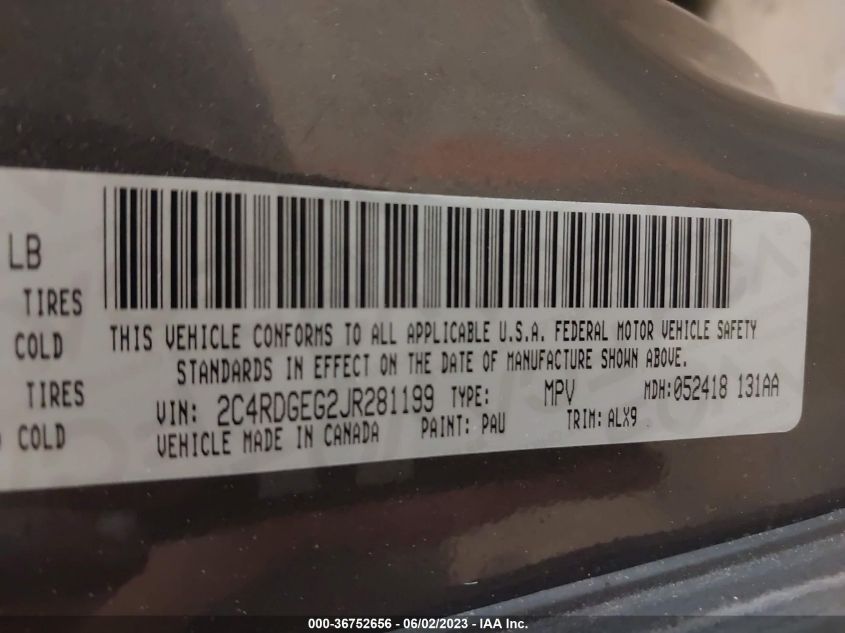 LB
TIRES
COLD
TIRES
COLD
THIS VEHICLE CONFORMS TO ALL APPLICABLE U.S.A. FEDERAL MOTOR VEHICLE SAFETY
STANDARDS IN EFFECT ON THE DATE OF MANUFACTURE SHOWN ABOVE.
VIN: 2C4RDGEG2JR281199 TYPE: MPV MDH:052418 131AA
VEHICLE MADE IN CANADA PAINT: PAU TRIM: ALX9
000-36752656 - 06/02/2023 - © IAA Inc.